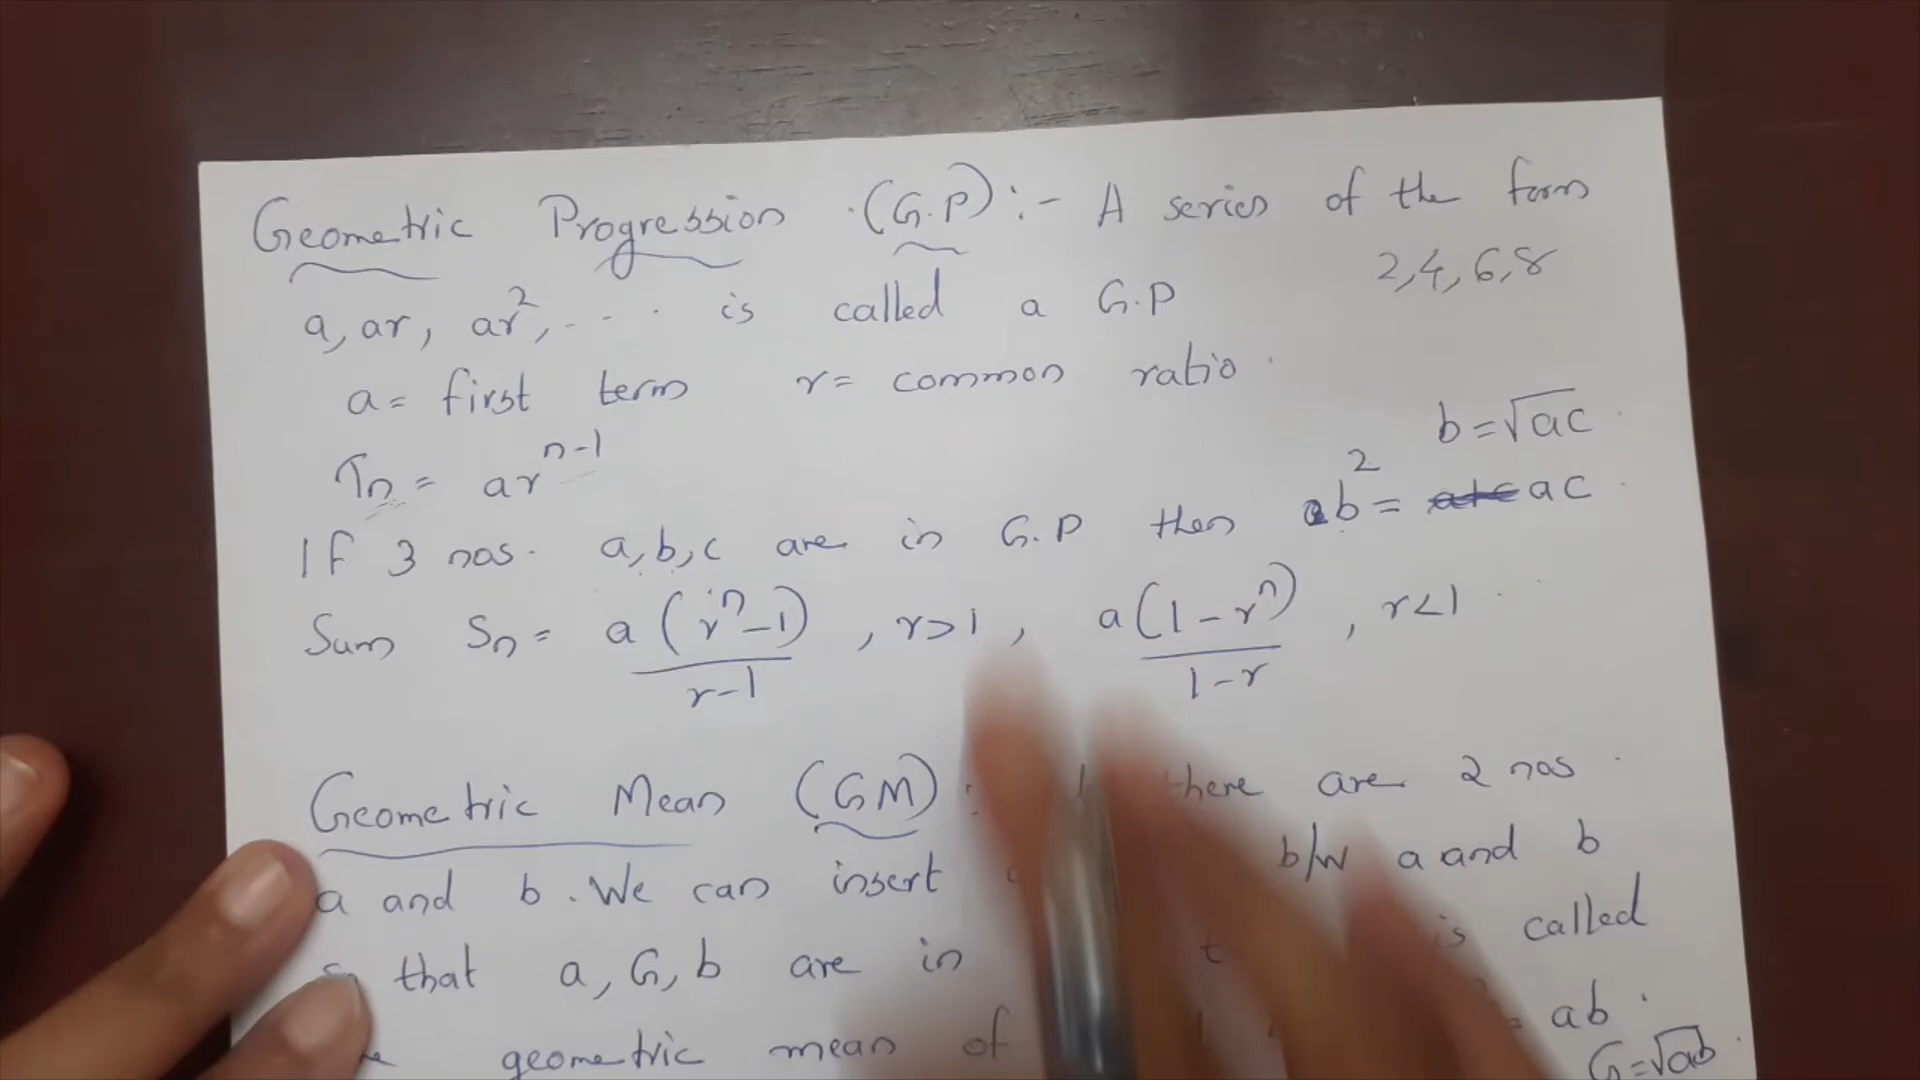 Geometric Progression (G.P) :- A series of the form
2,4,6,8
a, ar, ar², - - . is called a G.P
a = first term r = common ratio
b = √ac
Tn = ar^(n-1)
If 3 nos. a, b, c are in G.P then b² = ac
Sum Sn = a(rⁿ-1)/(r-1), r>1, a(1-rⁿ)/(1-r), r<1
Geometric Mean (GM) : there are 2 nos
a and b. We can insert b/w a and b
that a, G, b are in is called
= ab
geometric mean of
G = √ab